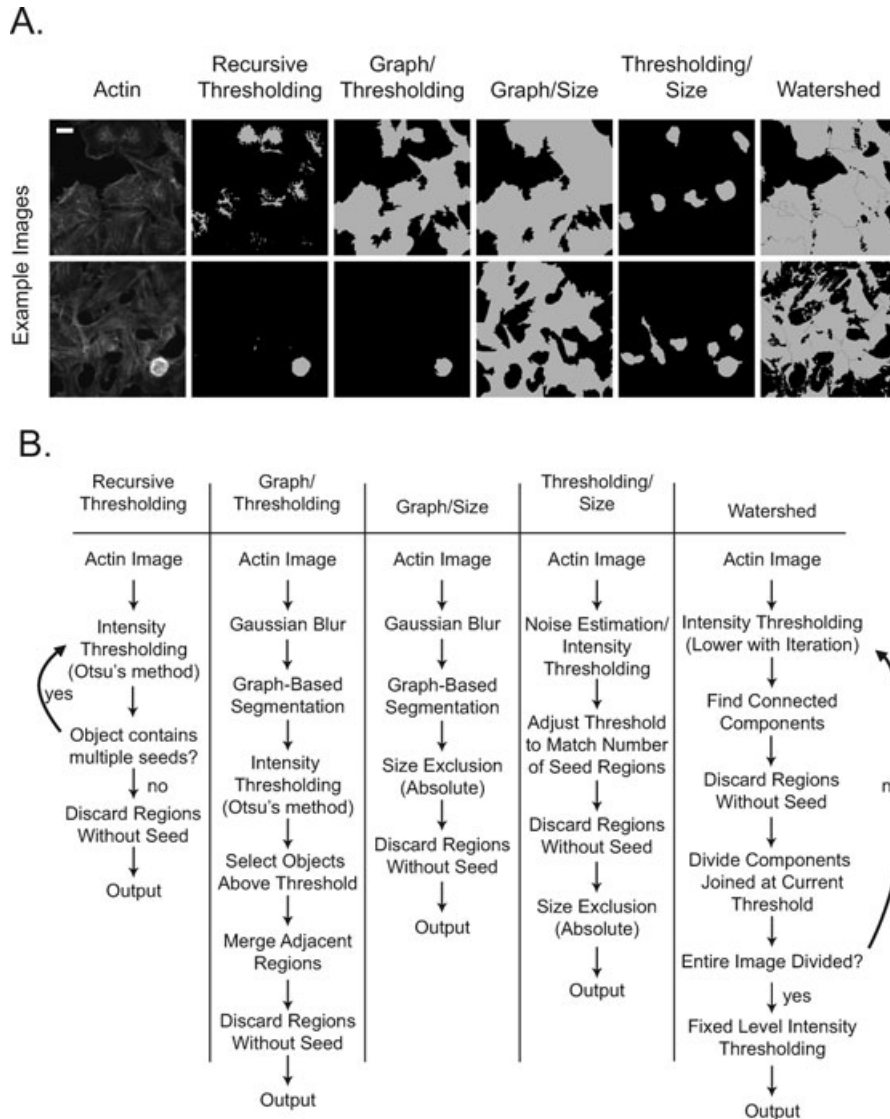 A.
Actin
Recursive
Thresholding
Graph/
Thresholding
Graph/Size
Thresholding/
Size
Watershed
Example Images
B.
Recursive
Thresholding
Actin Image
Intensity
Thresholding
(Otsu's method)
yes
Object contains
multiple seeds?
no
Discard Regions
Without Seed
Output
Graph/
Thresholding
Actin Image
Gaussian Blur
Graph-Based
Segmentation
Intensity
Thresholding
(Otsu's method)
Select Objects
Above Threshold
Merge Adjacent
Regions
Discard Regions
Without Seed
Output
Graph/Size
Actin Image
Gaussian Blur
Graph-Based
Segmentation
Size Exclusion
(Absolute)
Discard Regions
Without Seed
Output
Thresholding/
Size
Actin Image
Noise Estimation/
Intensity
Thresholding
Adjust Threshold
to Match Number
of Seed Regions
Discard Regions
Without Seed
Size Exclusion
(Absolute)
Output
Watershed
Actin Image
Intensity Thresholding
(Lower with Iteration)
Find Connected
Components
Discard Regions
Without Seed
Divide Components
Joined at Current
Threshold
Entire Image Divided?
yes
Fixed Level Intensity
Thresholding
Output